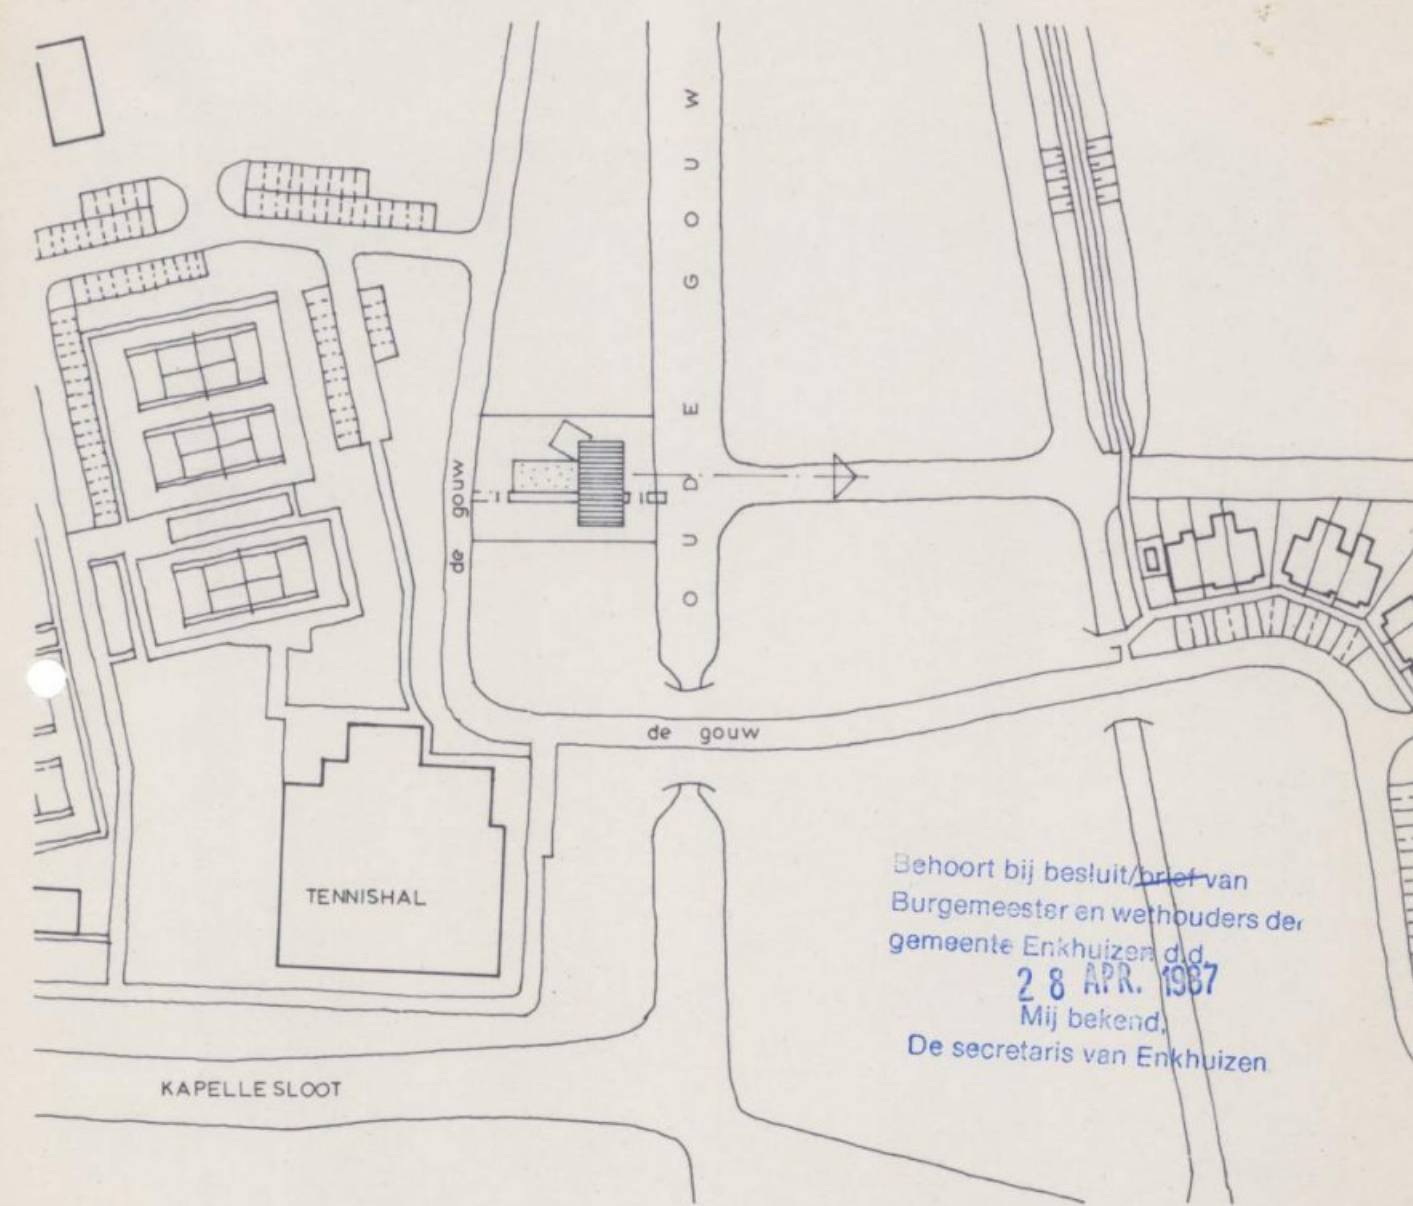 OUDE GOUW
de gouw
de gouw
TENNISHAL
KAPELLE SLOOT
Behoort bij besluit/brief van
Burgemeester en wethouders der
gemeente Enkhuizen d.d.
28 APR. 1987
Mij bekend,
De secretaris van Enkhuizen